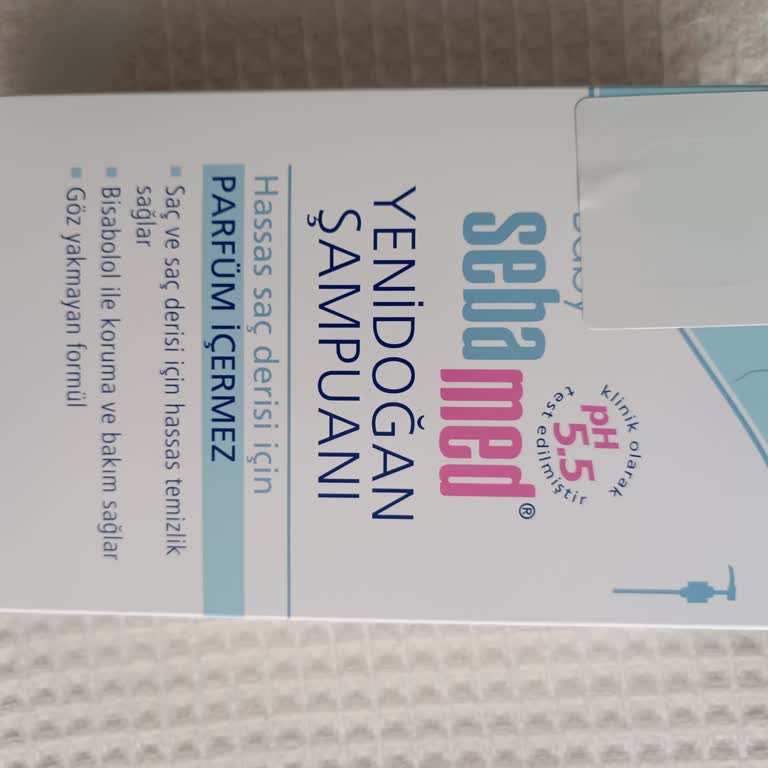 baby
sebamed®
klinik olarak
pH
5.5
test edilmiştir
YENİDOĞAN
ŞAMPUANI
Hassas saç derisi için
PARFÜM İÇERMEZ
▪ Saç ve saç derisi için hassas temizlik
sağlar
▪ Bisabolol ile koruma ve bakım sağlar
▪ Göz yakmayan formül